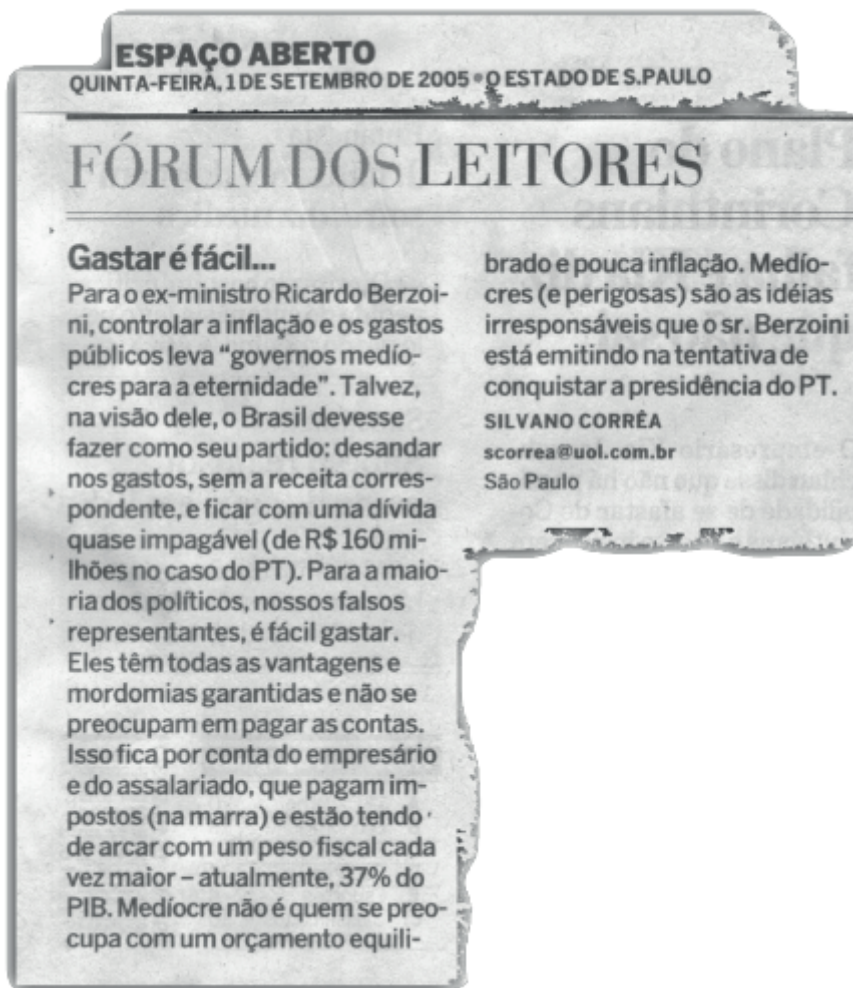 ESPAÇO ABERTO
QUINTA-FEIRA, 1 DE SETEMBRO DE 2005 • O ESTADO DE S.PAULO
FÓRUM DOS LEITORES
Gastar é fácil...
Para o ex-ministro Ricardo Berzoi-
ni, controlar a inflação e os gastos
públicos leva “governos medío-
cres para a eternidade”. Talvez,
na visão dele, o Brasil devesse
fazer como seu partido: desandar
nos gastos, sem a receita corres-
pondente, e ficar com uma dívida
quase impagável (de R$ 160 mi-
lhões no caso do PT). Para a maio-
ria dos políticos, nossos falsos
representantes, é fácil gastar.
Eles têm todas as vantagens e
mordomias garantidas e não se
preocupam em pagar as contas.
Isso fica por conta do empresário
e do assalariado, que pagam im-
postos (na marra) e estão tendo
de arcar com um peso fiscal cada
vez maior – atualmente, 37% do
PIB. Medíocre não é quem se preo-
cupa com um orçamento equili-
brado e pouca inflação. Medío-
cres (e perigosas) são as idéias
irresponsáveis que o sr. Berzoini
está emitindo na tentativa de
conquistar a presidência do PT.
SILVANO CORRÊA
scorrea@uol.com.br
São Paulo